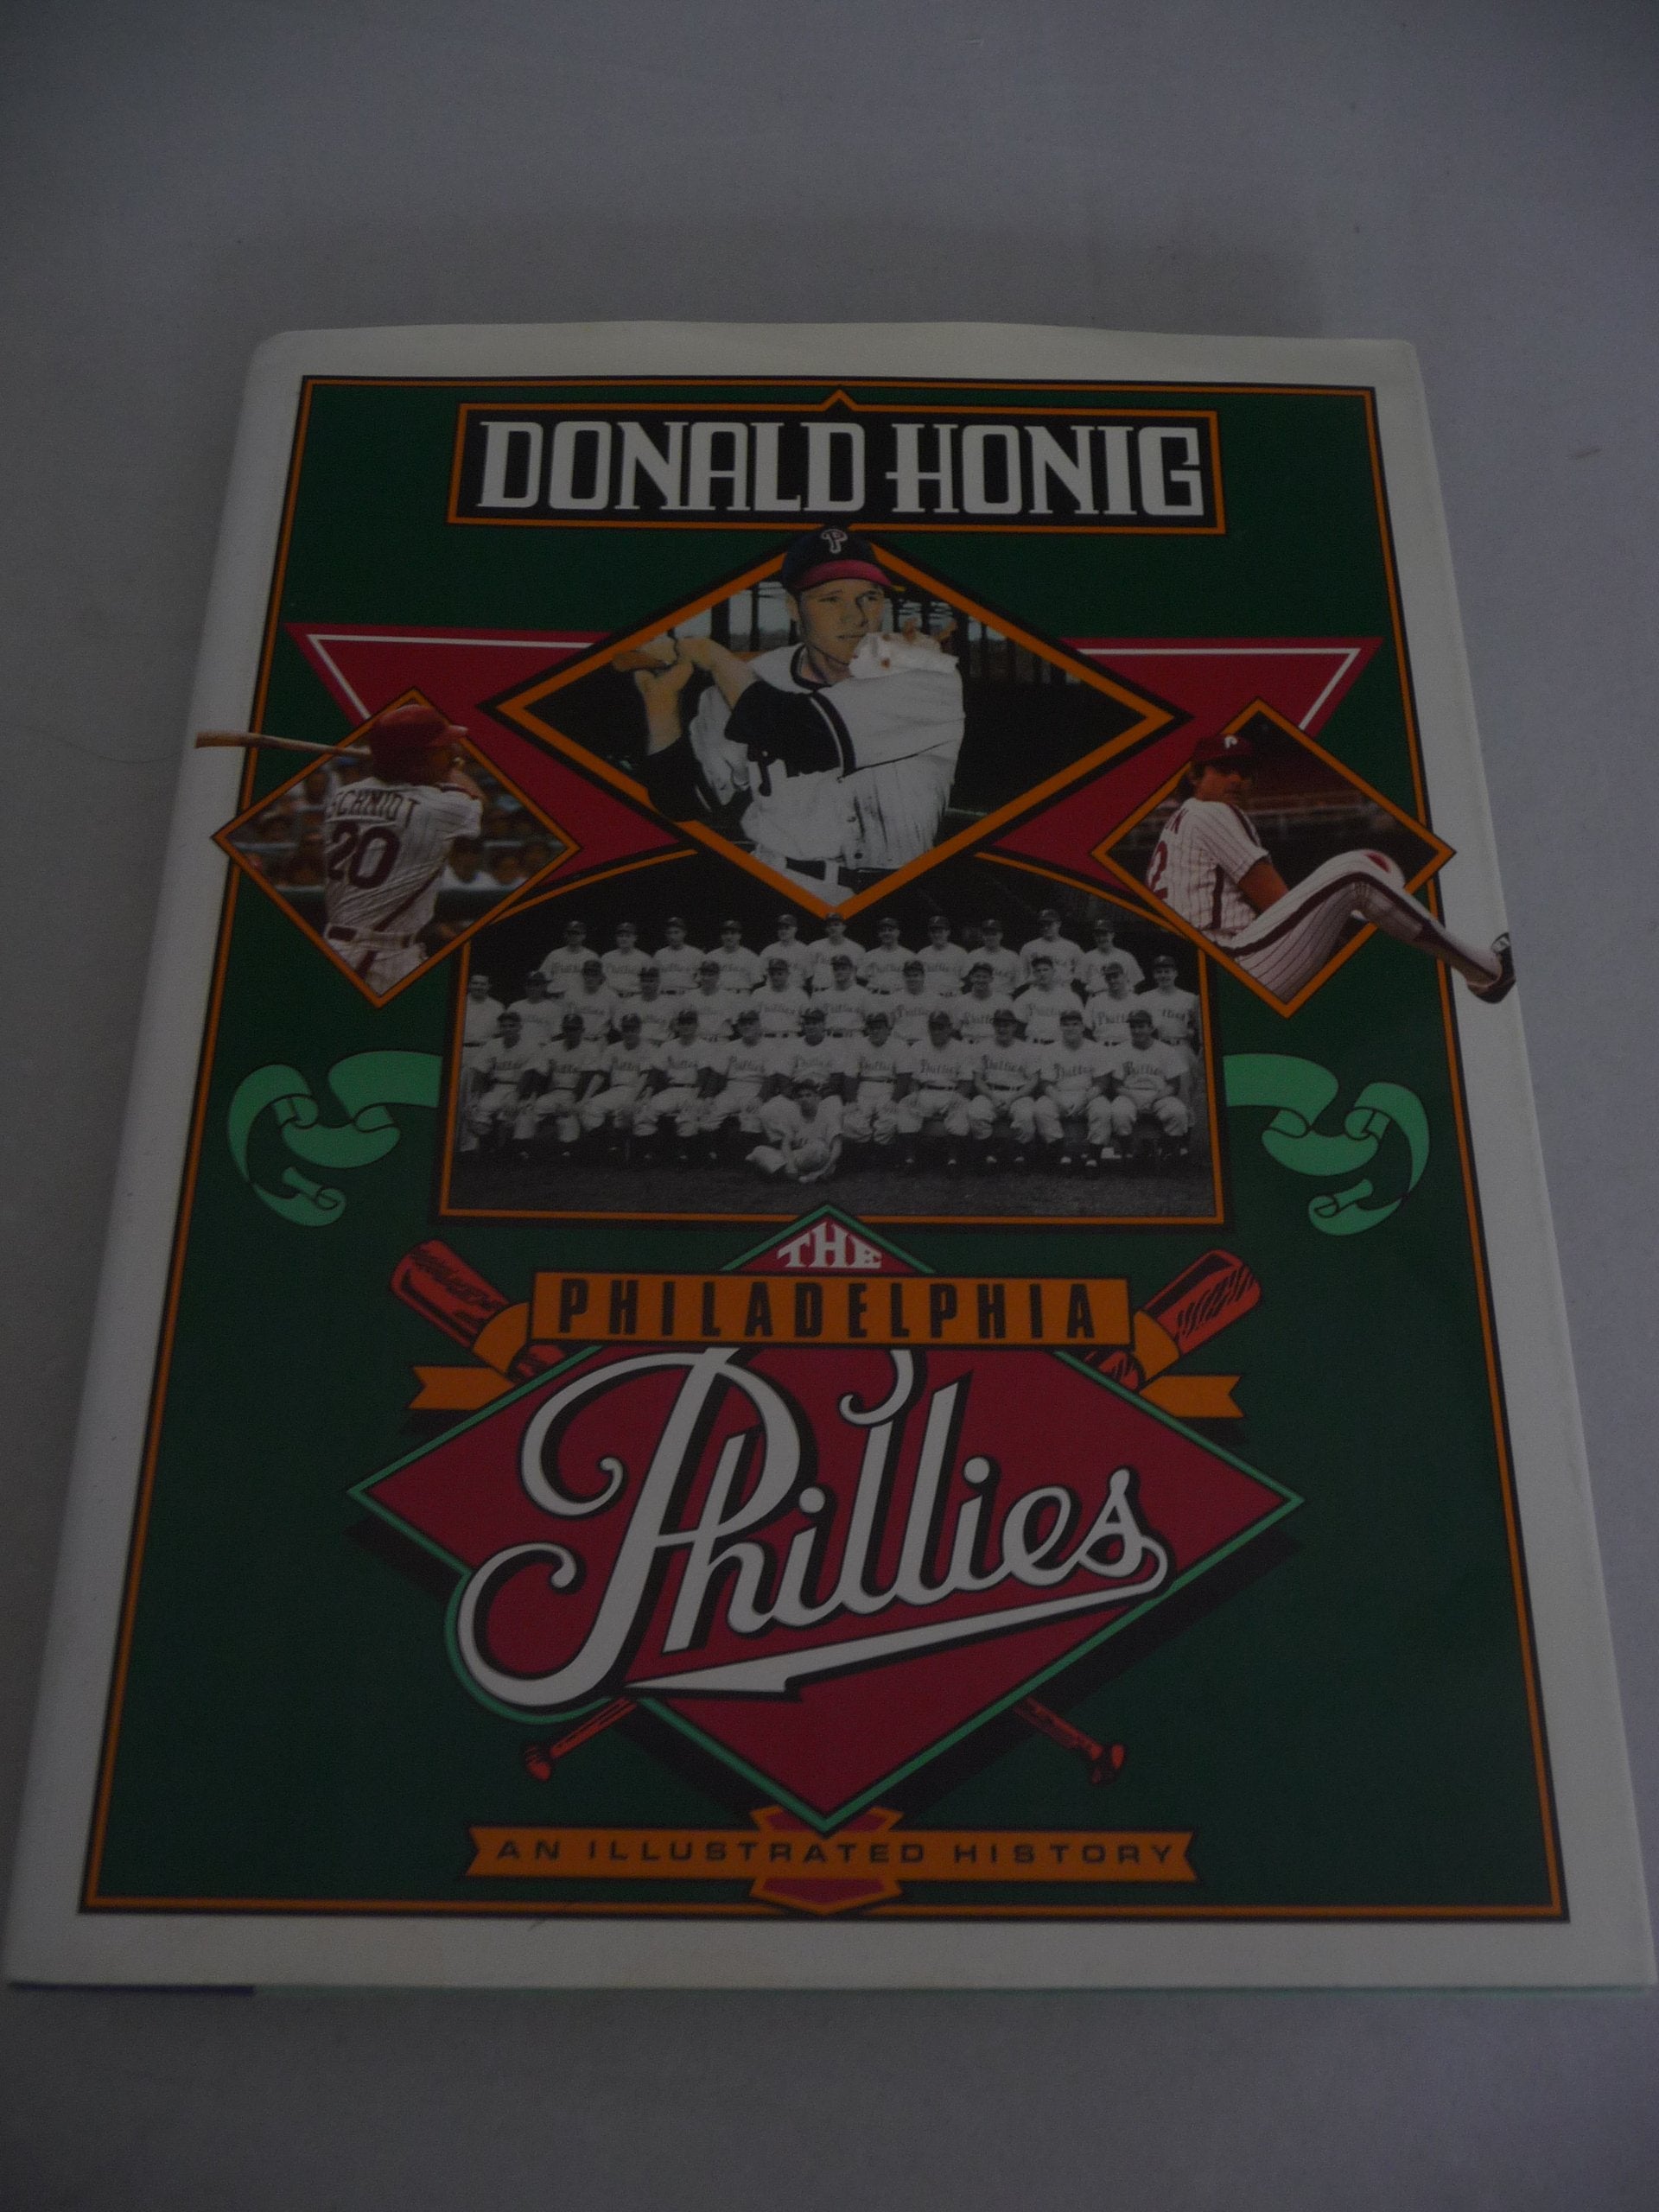 DONALD HONIG
P
SCHMIDT
20
P
THE
PHILADELPHIA
Phillies
AN ILLUSTRATED HISTORY